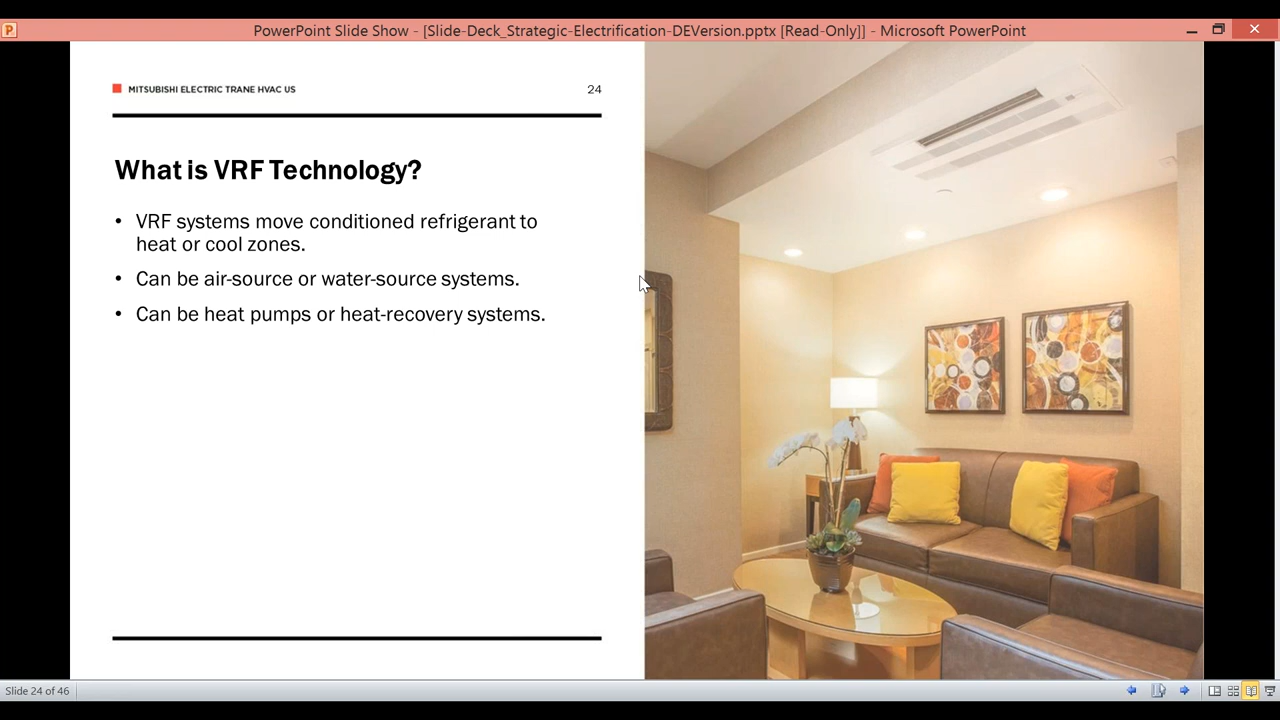 PowerPoint Slide Show - [Slide-Deck_Strategic-Electrification-DEVersion.pptx [Read-Only]] - Microsoft PowerPoint
MITSUBISHI ELECTRIC TRANE HVAC US
24
What is VRF Technology?
• VRF systems move conditioned refrigerant to
heat or cool zones.
• Can be air-source or water-source systems.
• Can be heat pumps or heat-recovery systems.
Slide 24 of 46